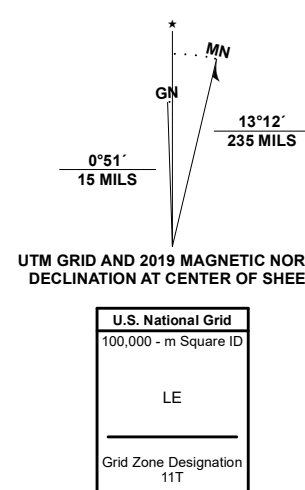 ★
MN
GN
13°12´
235 MILS
0°51´
15 MILS
UTM GRID AND 2019 MAGNETIC NOR
DECLINATION AT CENTER OF SHEE
U.S. National Grid
100,000 - m Square ID
LE
Grid Zone Designation
11T